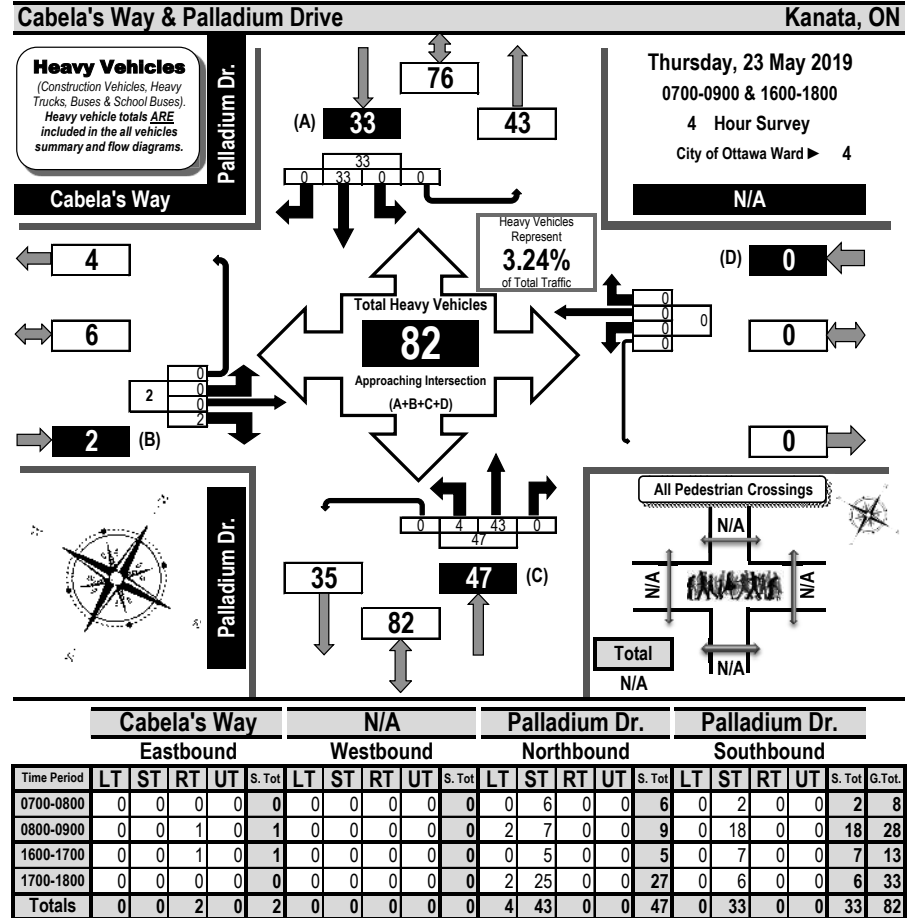 Cabela's Way & Palladium Drive Kanata, ON
Heavy Vehicles
(Construction Vehicles, Heavy
Trucks, Buses & School Buses).
Heavy vehicle totals ARE
included in the all vehicles
summary and flow diagrams.
Palladium Dr.
Cabela's Way
76
(A) 33
43
33
0 33 0 0
Thursday, 23 May 2019
0700-0900 & 1600-1800
4 Hour Survey
City of Ottawa Ward ► 4
N/A
Heavy Vehicles
Represent
3.24%
of Total Traffic
4
6
2
0
0
0
2
2 (B)
Total Heavy Vehicles
82
Approaching Intersection
(A+B+C+D)
(D) 0
0
0
0
0
0
0
0
Palladium Dr.
0 4 43 0
47
35
47 (C)
82
All Pedestrian Crossings
N/A
N/A
N/A
N/A
Total
N/A
Cabela's Way N/A Palladium Dr. Palladium Dr.
Eastbound Westbound Northbound Southbound
Time Period LT ST RT UT S. Tot LT ST RT UT S. Tot LT ST RT UT S. Tot LT ST RT UT S. Tot G.Tot.
0700-0800 0 0 0 0 0 0 0 0 0 0 0 6 0 0 6 0 2 0 0 2 8
0800-0900 0 0 1 0 1 0 0 0 0 0 2 7 0 0 9 0 18 0 0 18 28
1600-1700 0 0 1 0 1 0 0 0 0 0 0 5 0 0 5 0 7 0 0 7 13
1700-1800 0 0 0 0 0 0 0 0 0 0 2 25 0 0 27 0 6 0 0 6 33
Totals 0 0 2 0 2 0 0 0 0 0 4 43 0 0 47 0 33 0 0 33 82